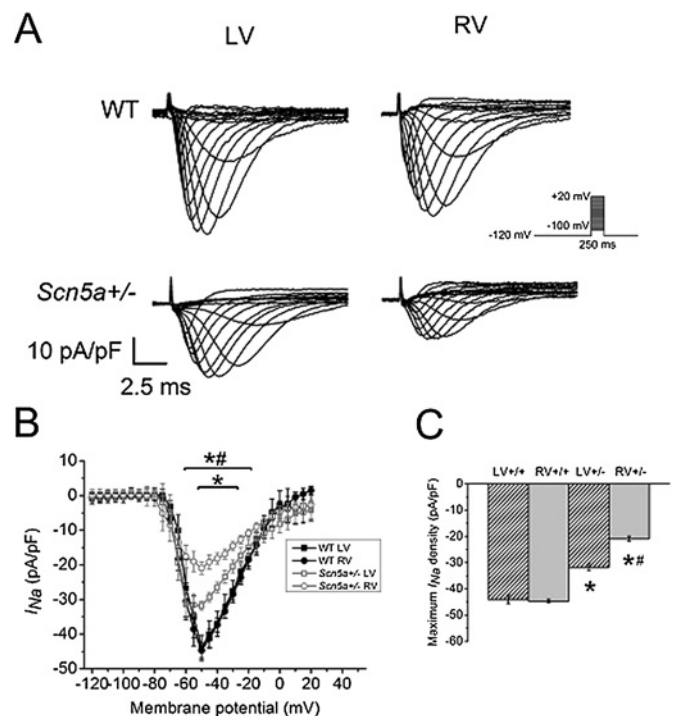 A
LV
RV
WT
+20 mV
-100 mV
-120 mV
250 ms
Scn5a+/-
10 pA/pF
2.5 ms
B
*#
*
10
0
-10
-20
-30
-40
-50
INa (pA/pF)
WT LV
WT RV
Scn5a+/- LV
Scn5a+/- RV
-120 -100 -80 -60 -40 -20 0 20 40
Membrane potential (mV)
C
LV+/+ RV+/+ LV+/- RV+/-
0
-10
-20
-30
-40
-50
-60
Maximum INa density (pA/pF)
*
*#